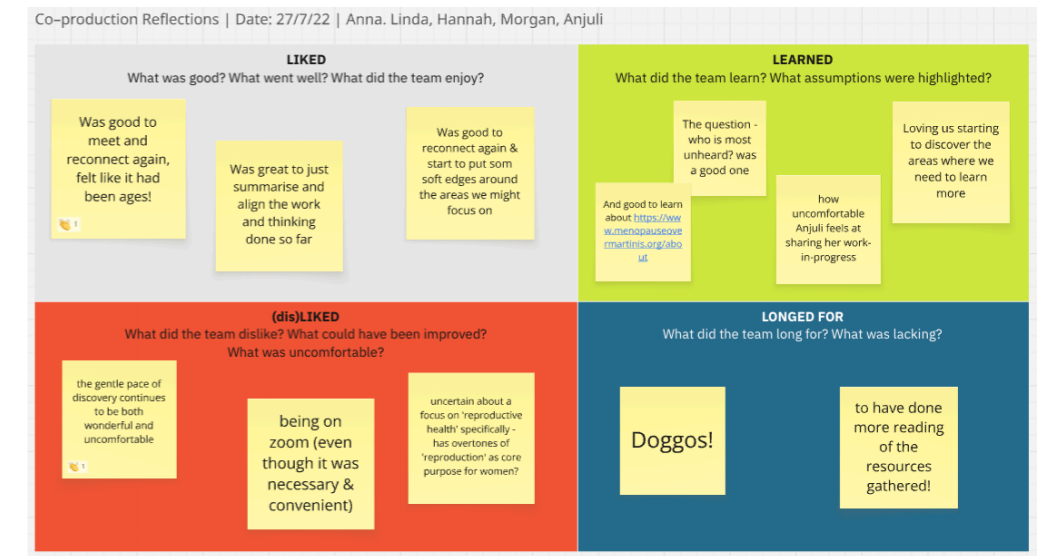 Co–production Reflections | Date: 27/7/22 | Anna. Linda, Hannah, Morgan, Anjuli
LIKED
What was good? What went well? What did the team enjoy?
Was good to
meet and
reconnect again,
felt like it had
been ages!
1
Was great to just
summarise and
align the work
and thinking
done so far
Was good to
reconnect again &
start to put som
soft edges around
the areas we might
focus on
LEARNED
What did the team learn? What assumptions were highlighted?
The question -
who is most
unheard? was
a good one
And good to learn
about https://ww
w.menopauseove
rmartinis.org/abo
ut
how
uncomfortable
Anjuli feels at
sharing her work-
in-progress
Loving us starting
to discover the
areas where we
need to learn
more
(dis)LIKED
What did the team dislike? What could have been improved?
What was uncomfortable?
the gentle pace of
discovery continues
to be both
wonderful and
uncomfortable
1
being on
zoom (even
though it was
necessary &
convenient)
uncertain about a
focus on 'reproductive
health' specifically -
has overtones of
'reproduction' as core
purpose for women?
LONGED FOR
What did the team long for? What was lacking?
Doggos!
to have done
more reading
of the
resources
gathered!